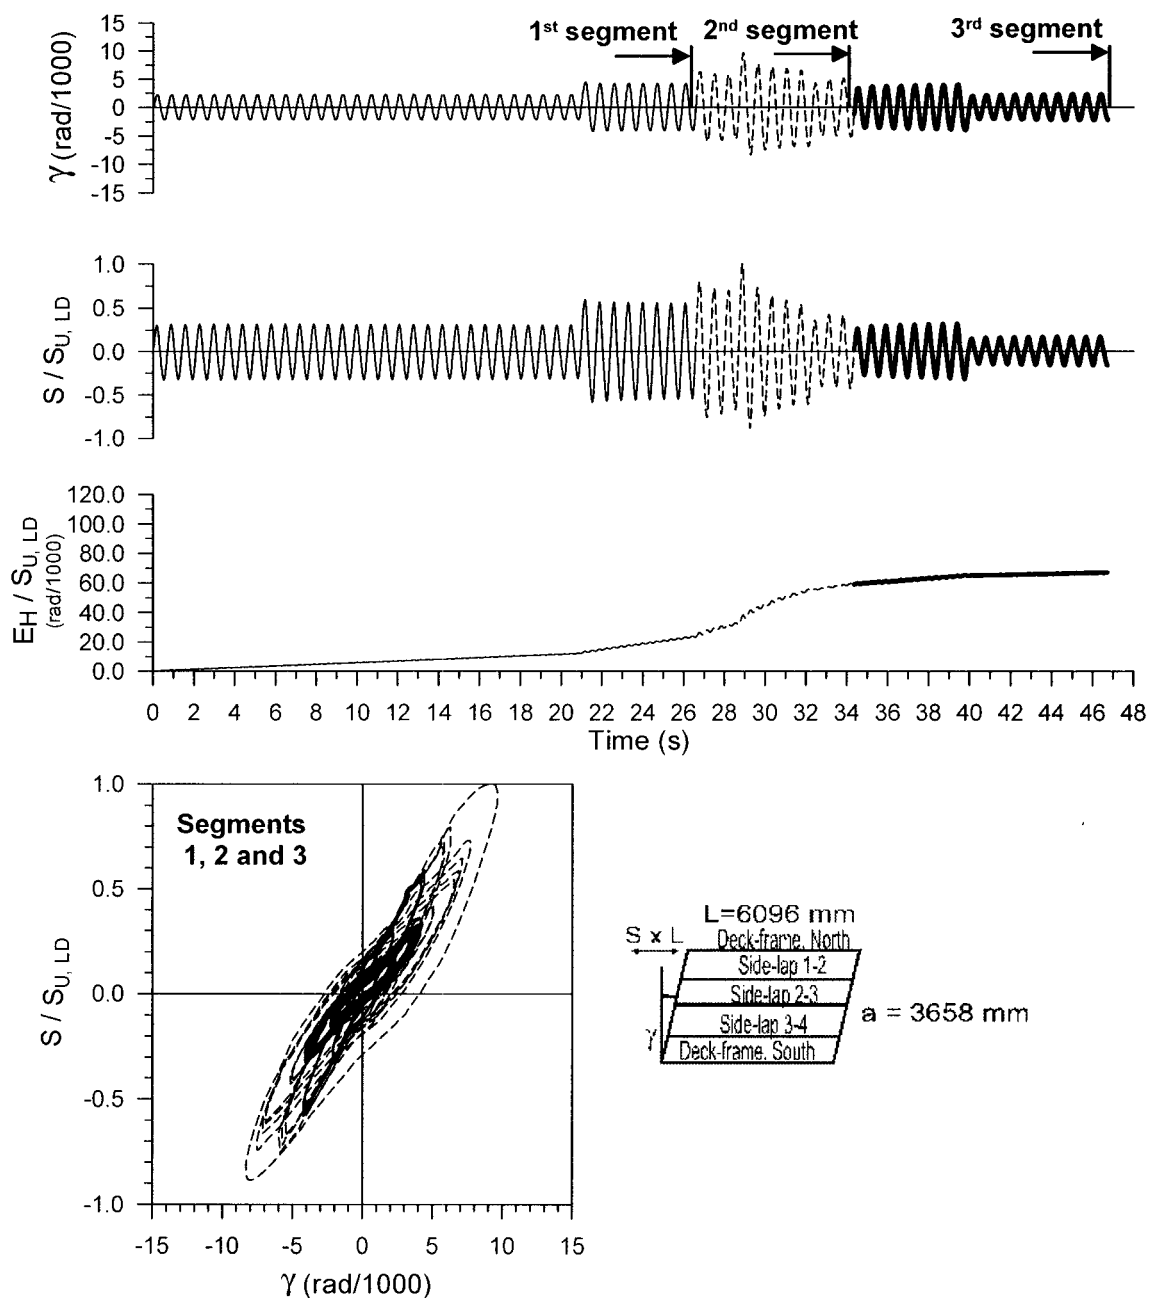 1st segment
2nd segment
3rd segment
15
10
5
0
-5
-10
-15
γ (rad/1000)
1.0
0.5
0.0
-0.5
-1.0
S / SU, LD
120.0
100.0
80.0
60.0
40.0
20.0
0.0
EH / SU, LD
(rad/1000)
0 2 4 6 8 10 12 14 16 18 20 22 24 26 28 30 32 34 36 38 40 42 44 46 48
Time (s)
1.0
0.5
0.0
-0.5
-1.0
S / SU, LD
Segments
1, 2 and 3
-15 -10 -5 0 5 10 15
γ (rad/1000)
L=6096 mm
S x L
Deck-frame. North
Side-lap 1-2
Side-lap 2-3
Side-lap 3-4
Deck-frame. South
γ
a = 3658 mm